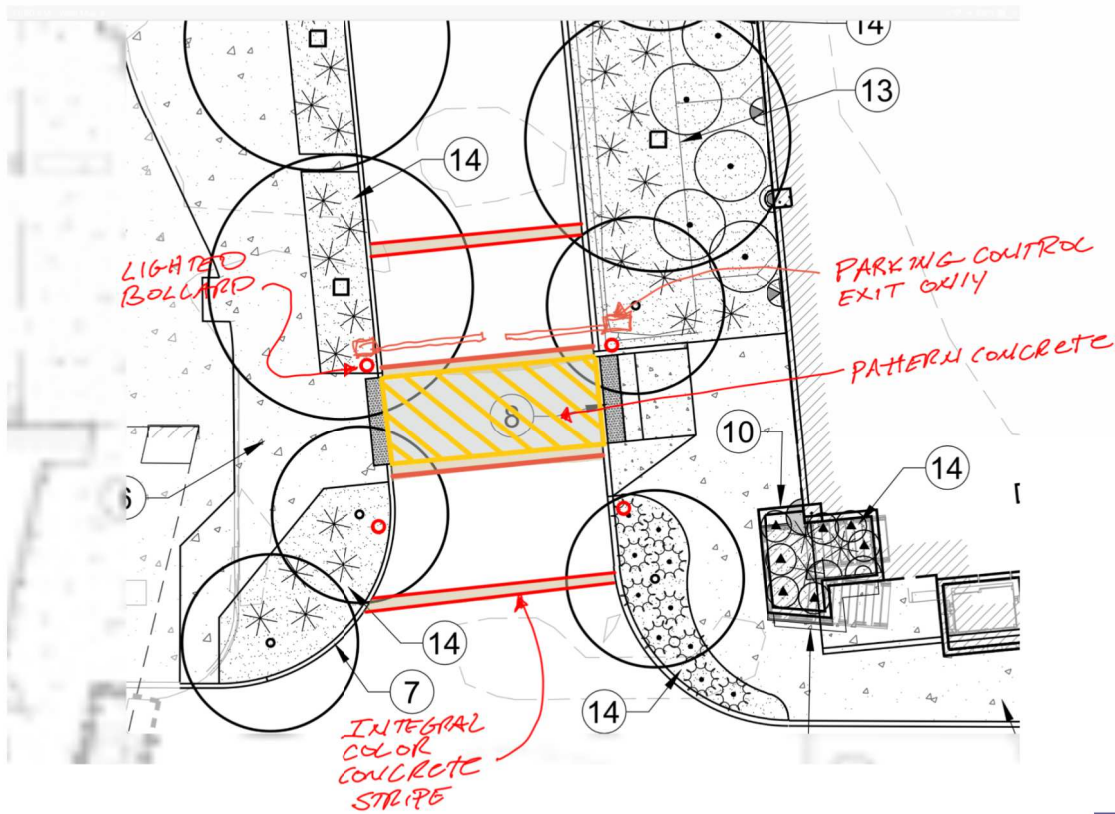 14
13
14
LIGHTED
BOLLARD
PARKING CONTROL
EXIT ONLY
PATTERN CONCRETE
8
10
14
6
14
7
14
INTEGRAL
COLOR
CONCRETE
STRIPE